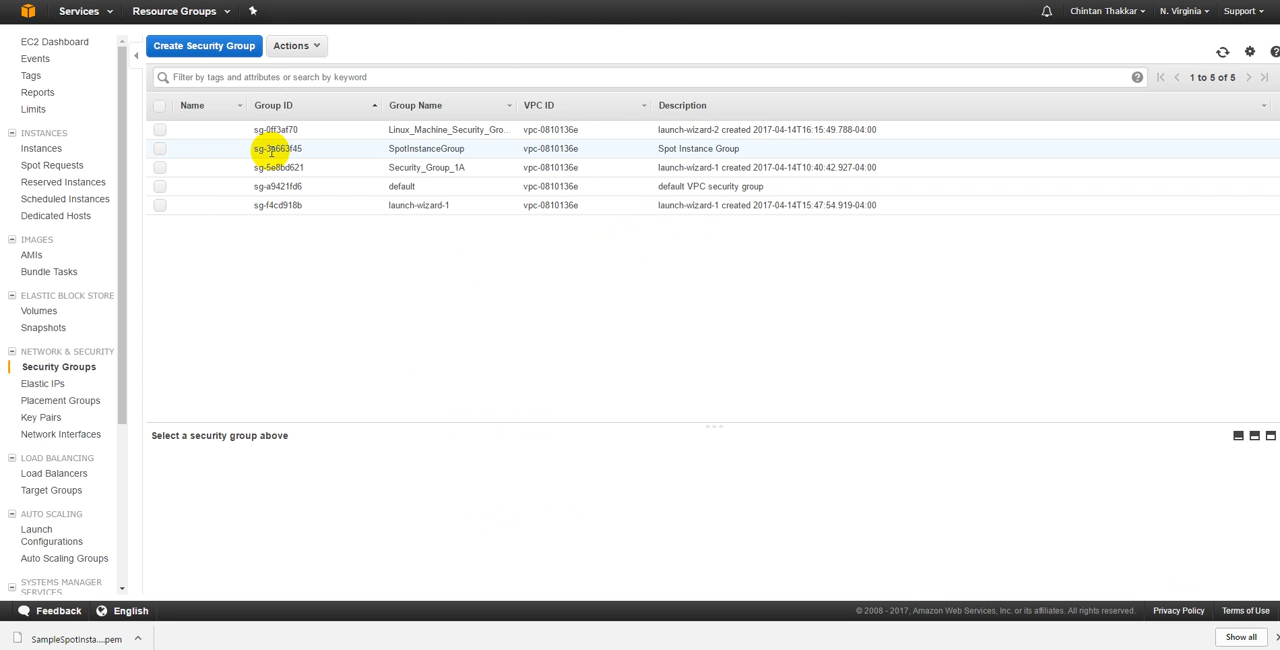 Services Resource Groups Chintan Thakkar N. Virginia Support
EC2 Dashboard
Events
Tags
Reports
Limits
INSTANCES
Instances
Spot Requests
Reserved Instances
Scheduled Instances
Dedicated Hosts
IMAGES
AMIs
Bundle Tasks
ELASTIC BLOCK STORE
Volumes
Snapshots
NETWORK & SECURITY
Security Groups
Elastic IPs
Placement Groups
Key Pairs
Network Interfaces
LOAD BALANCING
Load Balancers
Target Groups
AUTO SCALING
Launch
Configurations
Auto Scaling Groups
SYSTEMS MANAGER
SERVICES
Create Security Group Actions
Filter by tags and attributes or search by keyword 1 to 5 of 5
Name Group ID Group Name VPC ID Description
sg-0ff3af70 Linux_Machine_Security_Gro... vpc-0810136e launch-wizard-2 created 2017-04-14T16:15:49.788-04:00
SpotInstanceGroup vpc-0810136e Spot Instance Group
sg-5e8bd621 Security_Group_1A vpc-0810136e launch-wizard-1 created 2017-04-14T10:40:42.927-04:00
sg-a9421fd6 default vpc-0810136e default VPC security group
sg-f4cd918b launch-wizard-1 vpc-0810136e launch-wizard-1 created 2017-04-14T15:47:54.919-04:00
Select a security group above
Feedback English © 2008 - 2017, Amazon Web Services, Inc. or its affiliates. All rights reserved. Privacy Policy Terms of Use
SampleSpotInsta....pem Show all